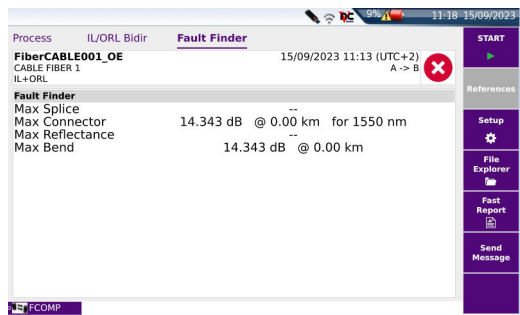 9% 11:18 15/09/2023
Process IL/ORL Bidir Fault Finder
FiberCABLE001_OE 15/09/2023 11:13 (UTC+2)
CABLE FIBER 1 A -> B
IL+ORL
Fault Finder
Max Splice --
Max Connector 14.343 dB @ 0.00 km for 1550 nm
Max Reflectance --
Max Bend 14.343 dB @ 0.00 km
START
References
Setup
File
Explorer
Fast
Report
Send
Message
FCOMP